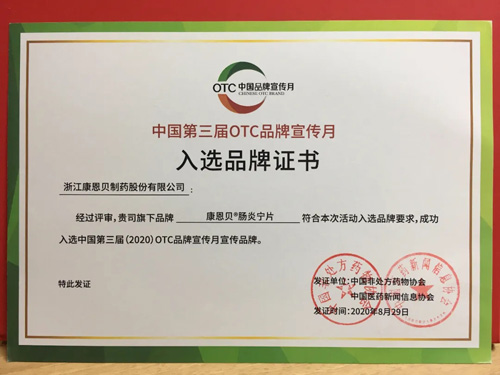 OTC 中国品牌宣传月
CHINESE OTC BRAND
中国第三届OTC品牌宣传月
入选品牌证书
浙江康恩贝制药股份有限公司：
经过评审，贵司旗下品牌 康恩贝®肠炎宁片 符合本次活动入选品牌要求，成功
入选中国第三届（2020）OTC品牌宣传月宣传品牌。
特此发证
发证单位：中国非处方药物协会
中国医药新闻信息协会
发证时间：2020年8月29日